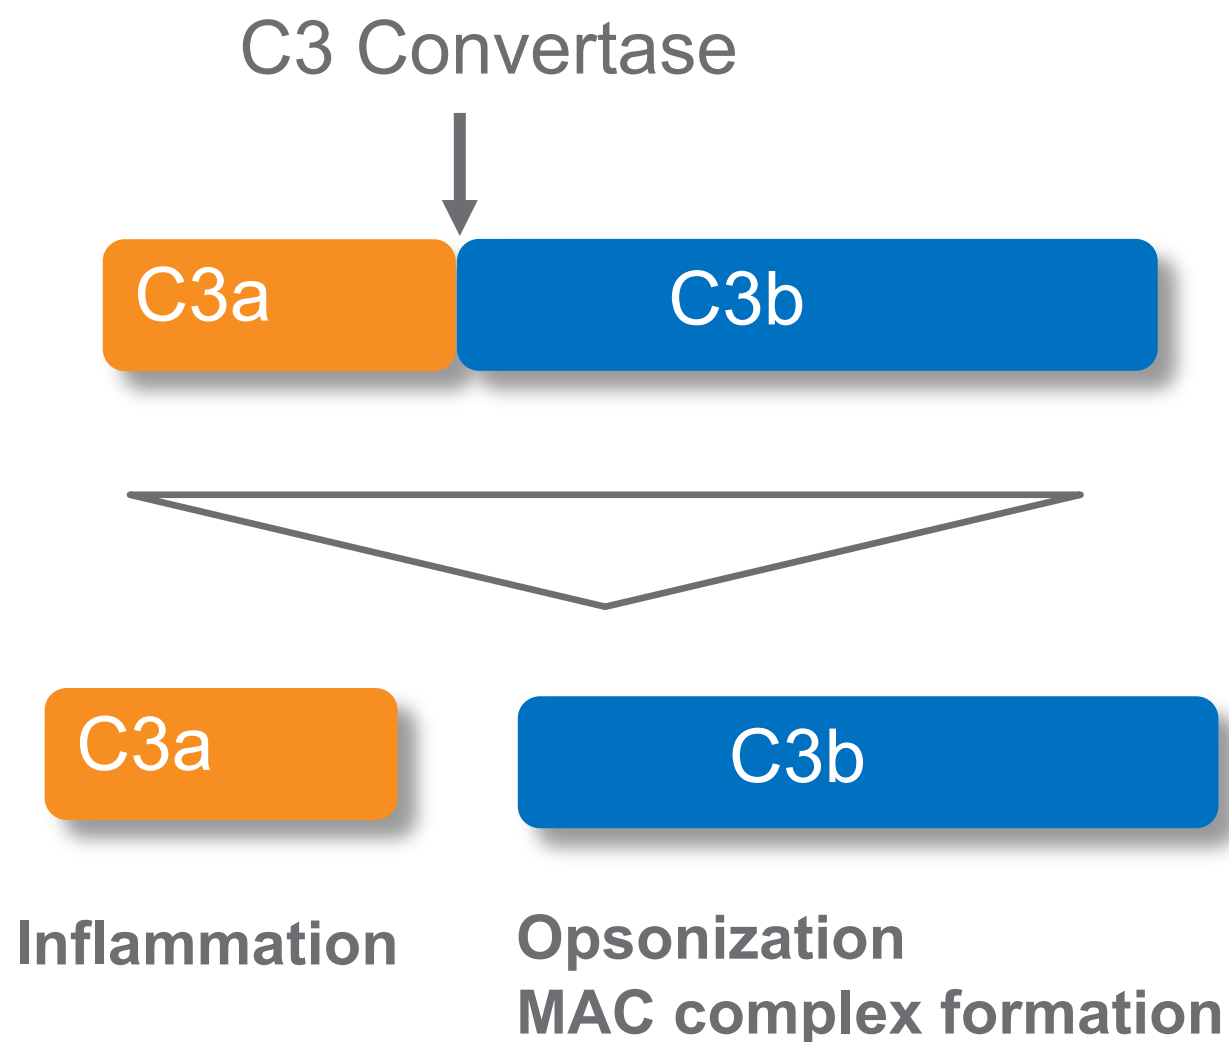 C3 Convertase
C3a
C3b
C3a
C3b
Inflammation
Opsonization
MAC complex formation